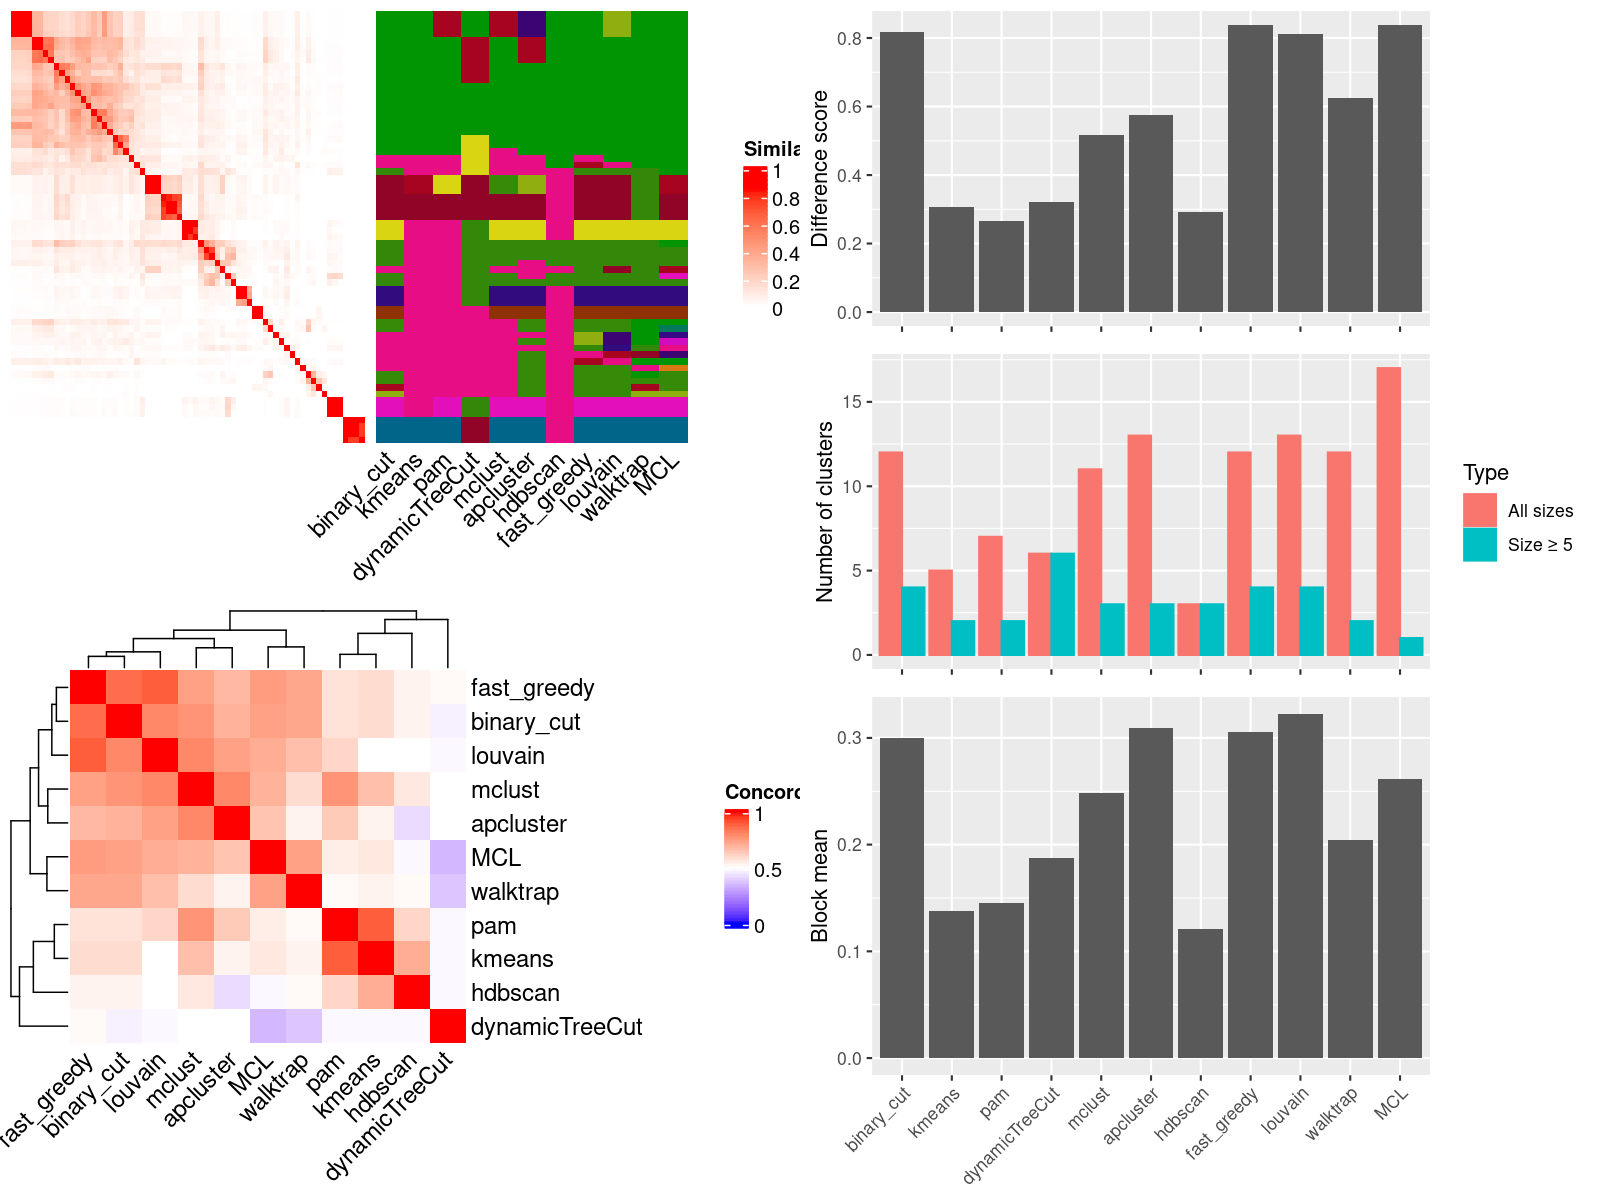 Simila
1
0.8
0.6
0.4
0.2
0
binary_cut
kmeans
pam
dynamicTreeCut
mclust
apcluster
hdbscan
fast_greedy
louvain
walktrap
MCL
fast_greedy
binary_cut
louvain
mclust
apcluster
MCL
walktrap
pam
kmeans
hdbscan
dynamicTreeCut
fast_greedy
binary_cut
louvain
mclust
apcluster
MCL
walktrap
pam
kmeans
hdbscan
dynamicTreeCut
Concord
1
0.5
0
Difference score
0.8
0.6
0.4
0.2
0.0
Number of clusters
15
10
5
0
Type
All sizes
Size ≥ 5
Block mean
0.3
0.2
0.1
0.0
binary_cut
kmeans
pam
dynamicTreeCut
mclust
apcluster
hdbscan
fast_greedy
louvain
walktrap
MCL